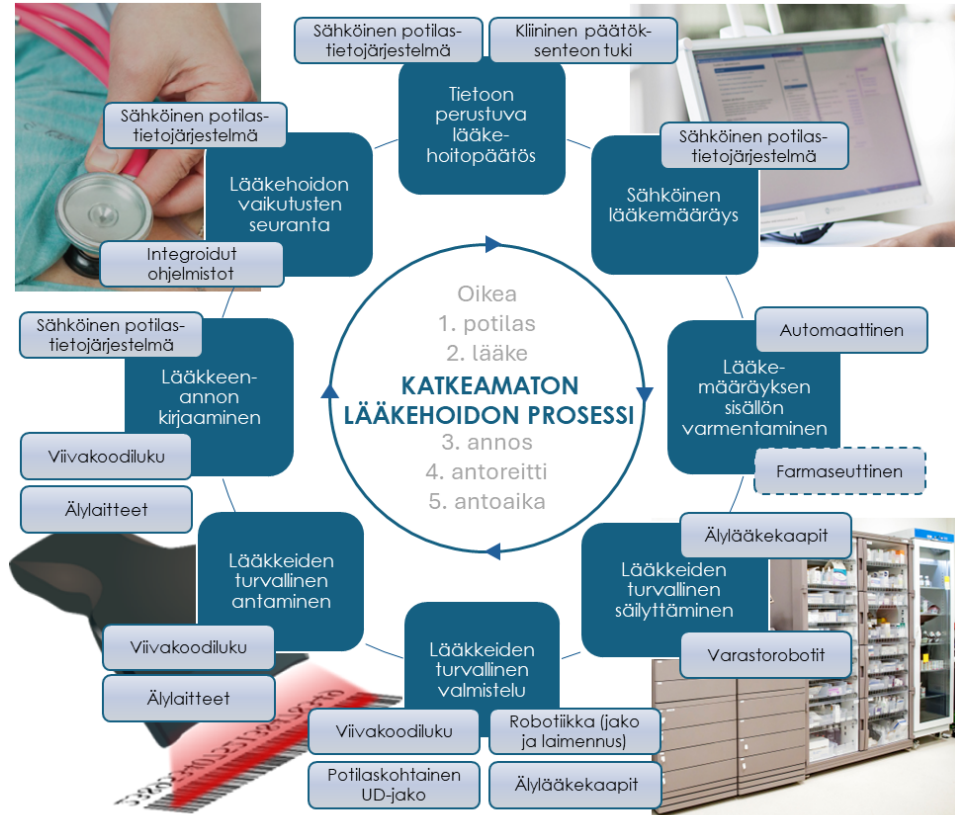 Sähköinen potilas-
tietojärjestelmä
Kliininen päätök-
senteon tuki
Tietoon
perustuva
lääke-
hoitopäätös
Sähköinen potilas-
tietojärjestelmä
Sähköinen
lääkemääräys
Automaattinen
Lääke-
määräyksen
sisällön
varmentaminen
Farmaseuttinen
Älylääkekaapit
Lääkkeiden
turvallinen
säilyttäminen
Varastorobotit
Lääkkeiden
turvallinen
valmistelu
Viivakoodiluku
Robotiikka (jako
ja laimennus)
Potilaskohtainen
UD-jako
Älylääkekaapit
Lääkkeiden
turvallinen
antaminen
Viivakoodiluku
Älylaitteet
Sähköinen potilas-
tietojärjestelmä
Lääkkeen-
annon
kirjaaminen
Viivakoodiluku
Älylaitteet
Sähköinen potilas-
tietojärjestelmä
Lääkehoidon
vaikutusten
seuranta
Integroidut
ohjelmistot
Oikea
1. potilas
2. lääke
KATKEAMATON
LÄÄKEHOIDON PROSESSI
3. annos
4. antoreitti
5. antoaika